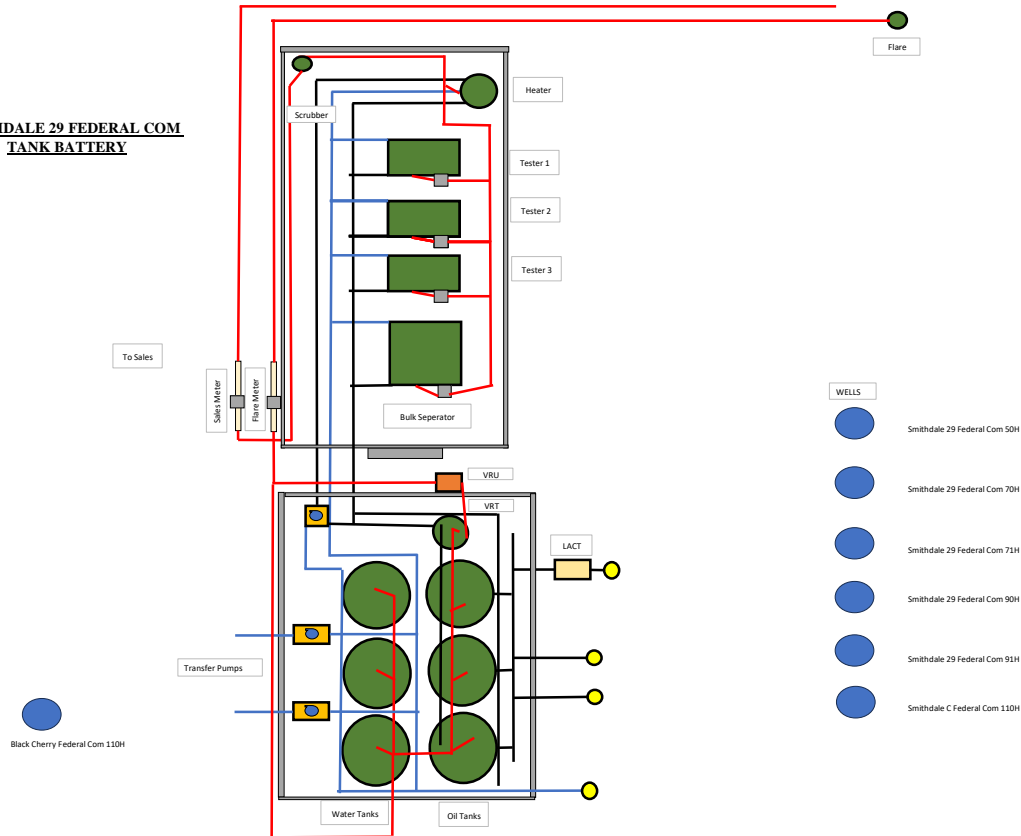 Flare
Heater
Scrubber
DALE 29 FEDERAL COM
TANK BATTERY
Tester 1
Tester 2
Tester 3
To Sales
Sales Meter
Flare Meter
Bulk Seperator
WELLS
Smithdale 29 Federal Com 50H
VRU
Smithdale 29 Federal Com 70H
VRT
LACT
Smithdale 29 Federal Com 71H
Smithdale 29 Federal Com 90H
Smithdale 29 Federal Com 91H
Transfer Pumps
Smithdale C Federal Com 110H
Black Cherry Federal Com 110H
Water Tanks
Oil Tanks